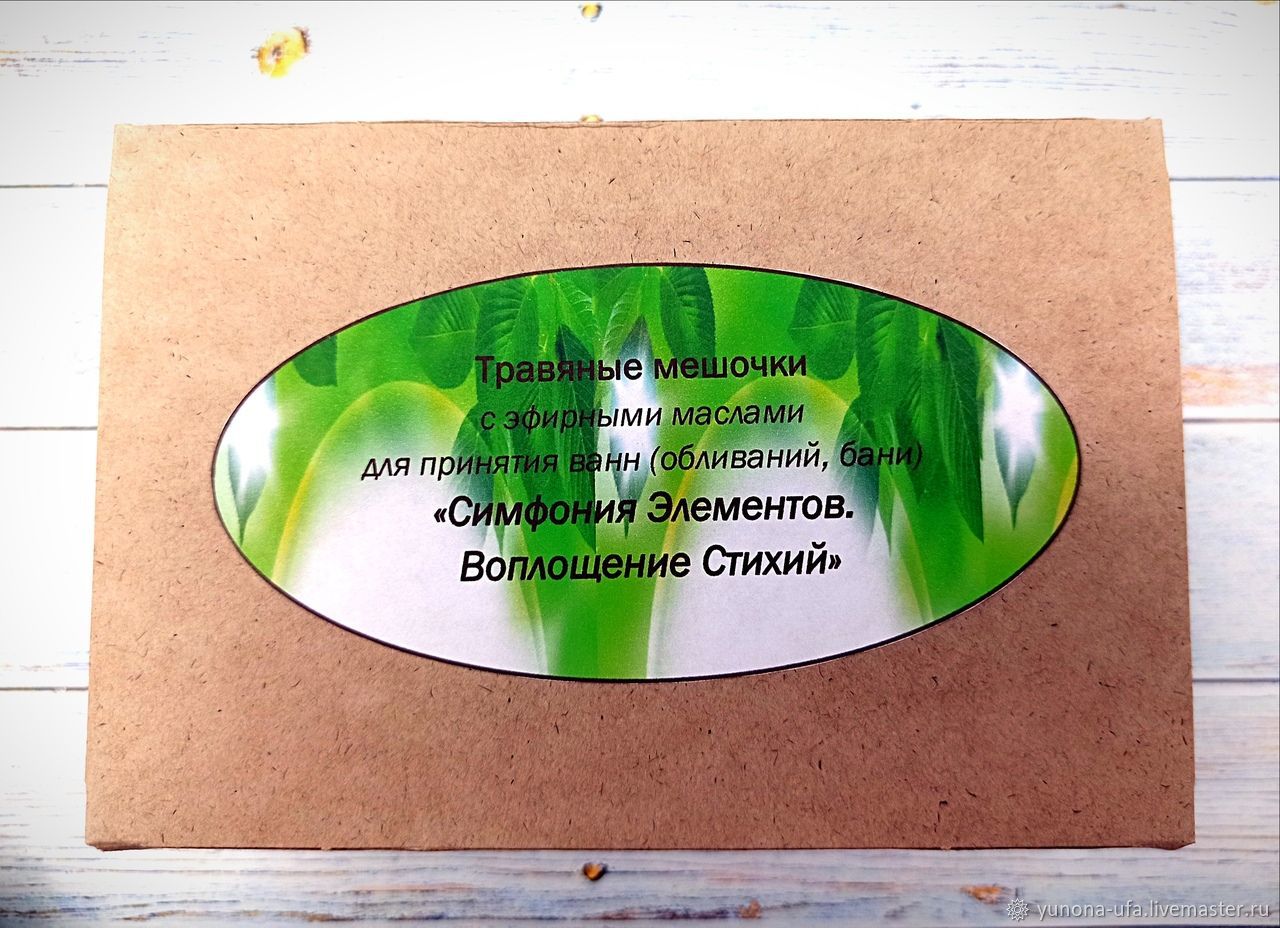 Травяные мешочки
с эфирными маслами
для принятия ванн (обливаний, бани)
«Симфония Элементов.
Воплощение Стихий»
yunona-ufa.livemaster.ru